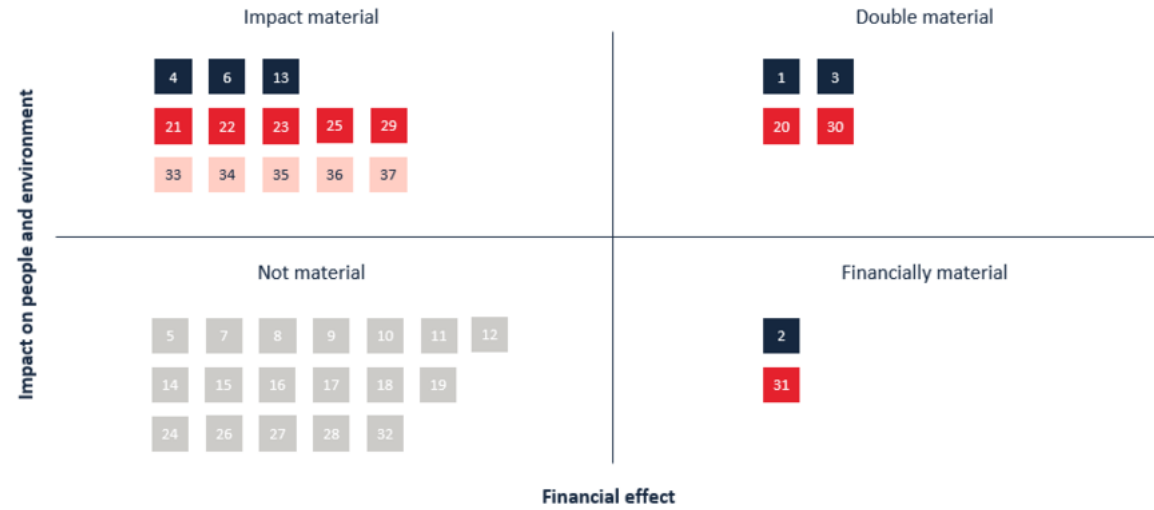 Impact material
Double material
4 6 13
1 3
21 22 23 25 29
20 30
33 34 35 36 37
Impact on people and environment
Not material
Financially material
5 7 8 9 10 11 12
2
14 15 16 17 18 19
31
24 26 27 28 32
Financial effect